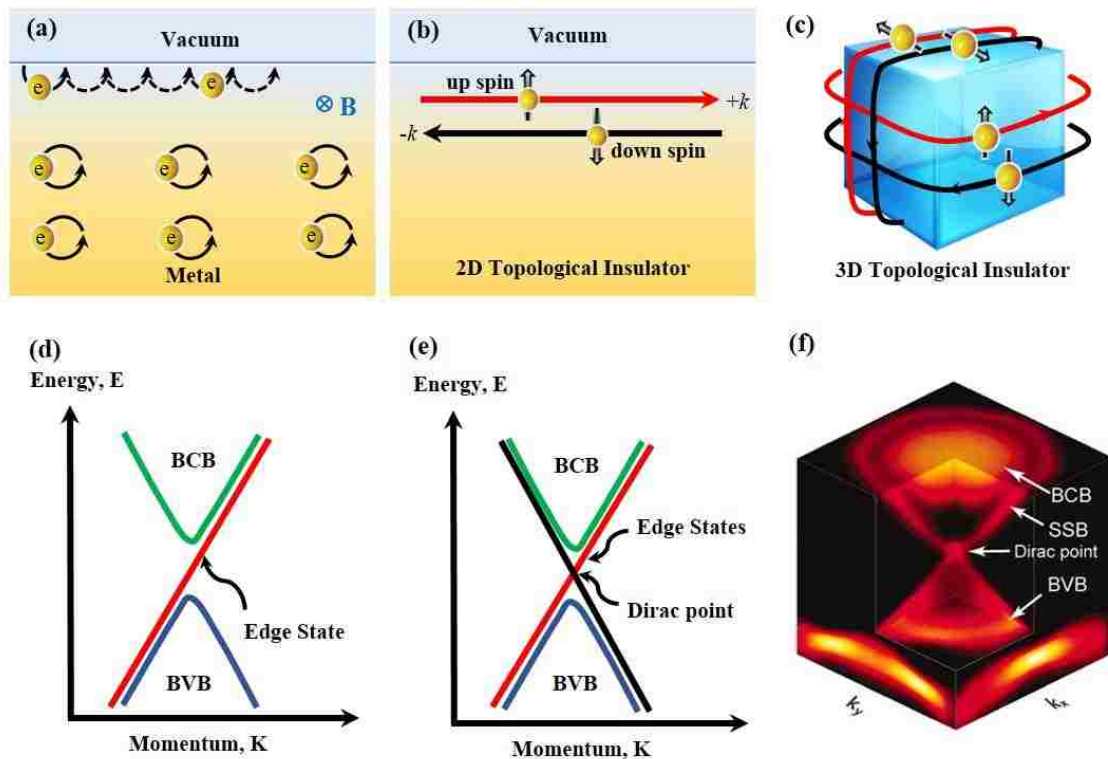 (a)
Vacuum
e
e
⊗ B
e
e
e
e
e
e
Metal
(b)
Vacuum
up spin
+k
-k
down spin
2D Topological Insulator
(c)
3D Topological Insulator
(d)
Energy, E
BCB
Edge State
BVB
Momentum, K
(e)
Energy, E
BCB
Edge States
Dirac point
BVB
Momentum, K
(f)
BCB
SSB
Dirac point
BVB
ky
kx